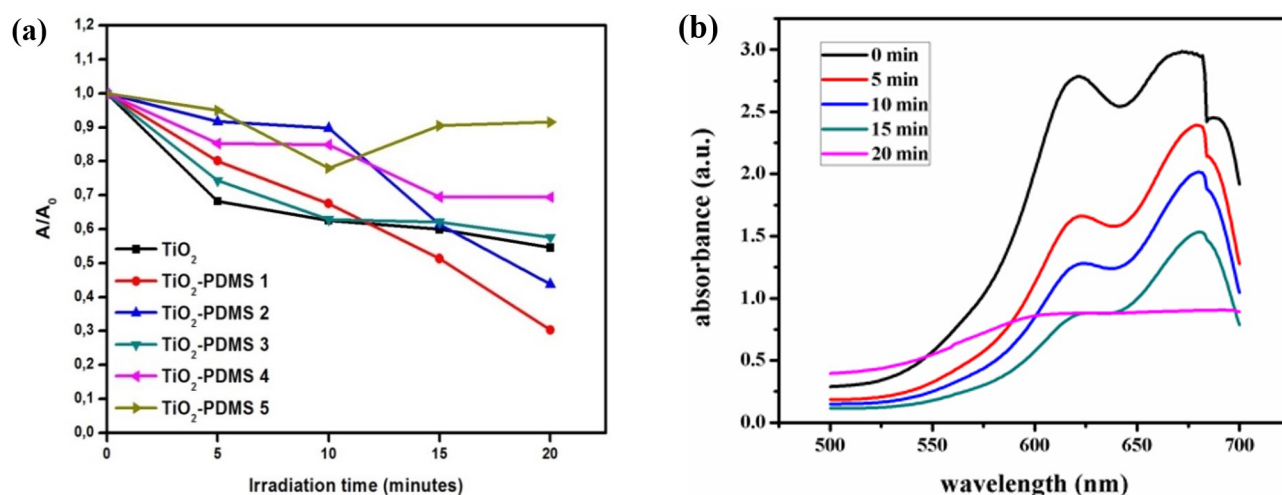 (a)
1,2
1,1
1,0
0,9
0,8
0,7
0,6
0,5
0,4
0,3
0,2
0,1
0,0
A/A₀
TiO₂
TiO₂-PDMS 1
TiO₂-PDMS 2
TiO₂-PDMS 3
TiO₂-PDMS 4
TiO₂-PDMS 5
0 5 10 15 20
Irradiation time (minutes)
(b)
3.0
2.5
2.0
1.5
1.0
0.5
0.0
absorbance (a.u.)
0 min
5 min
10 min
15 min
20 min
500 550 600 650 700
wavelength (nm)